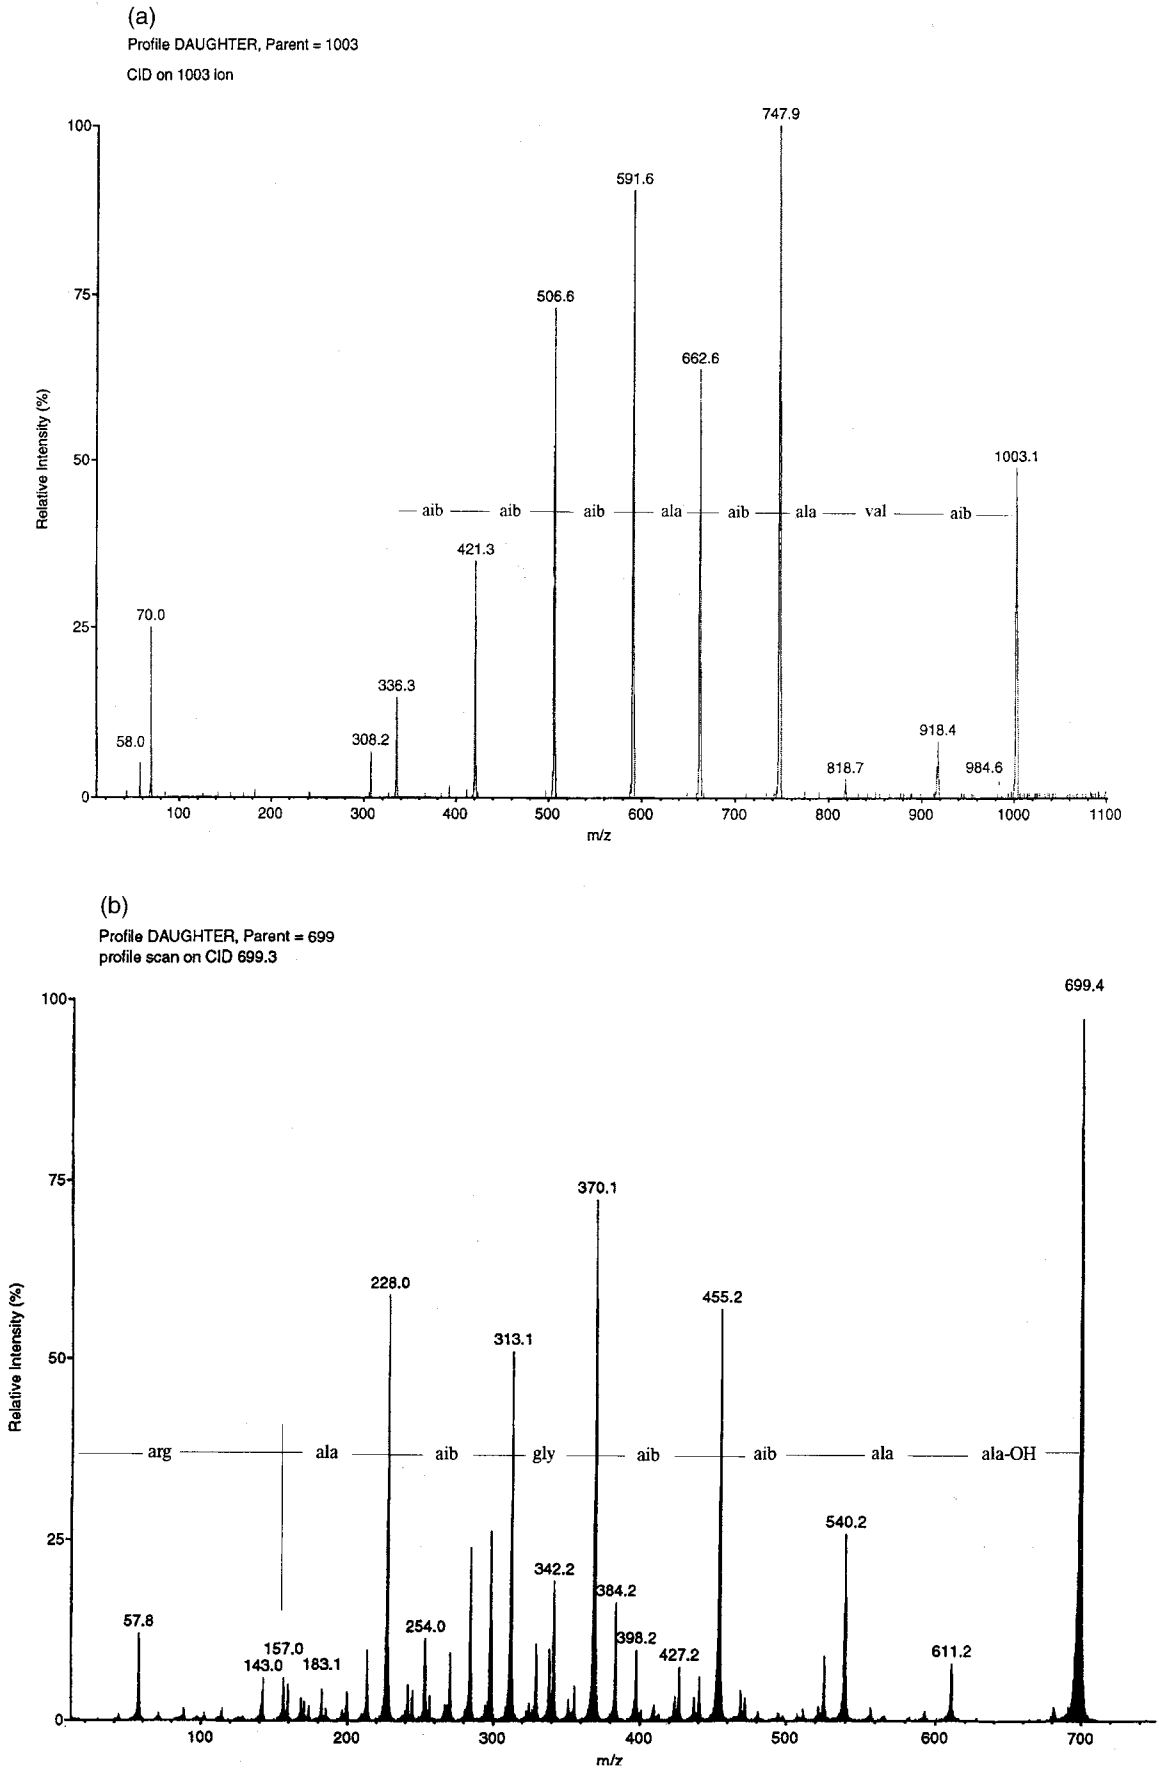 (a)
Profile DAUGHTER, Parent = 1003
CID on 1003 ion
747.9
100
591.6
75
506.6
662.6
50
1003.1
aib aib aib ala aib ala val aib
421.3
70.0
25
336.3
58.0
308.2
918.4
818.7
984.6
0
100 200 300 400 500 600 700 800 900 1000 1100
m/z
Relative Intensity (%)
(b)
Profile DAUGHTER, Parent = 699
profile scan on CID 699.3
699.4
100
75
370.1
228.0
455.2
313.1
50
arg ala aib gly aib aib ala ala-OH
25
540.2
342.2
384.2
57.8
254.0
398.2
157.0
427.2
611.2
143.0
183.1
0
100 200 300 400 500 600 700
m/z
Relative Intensity (%)